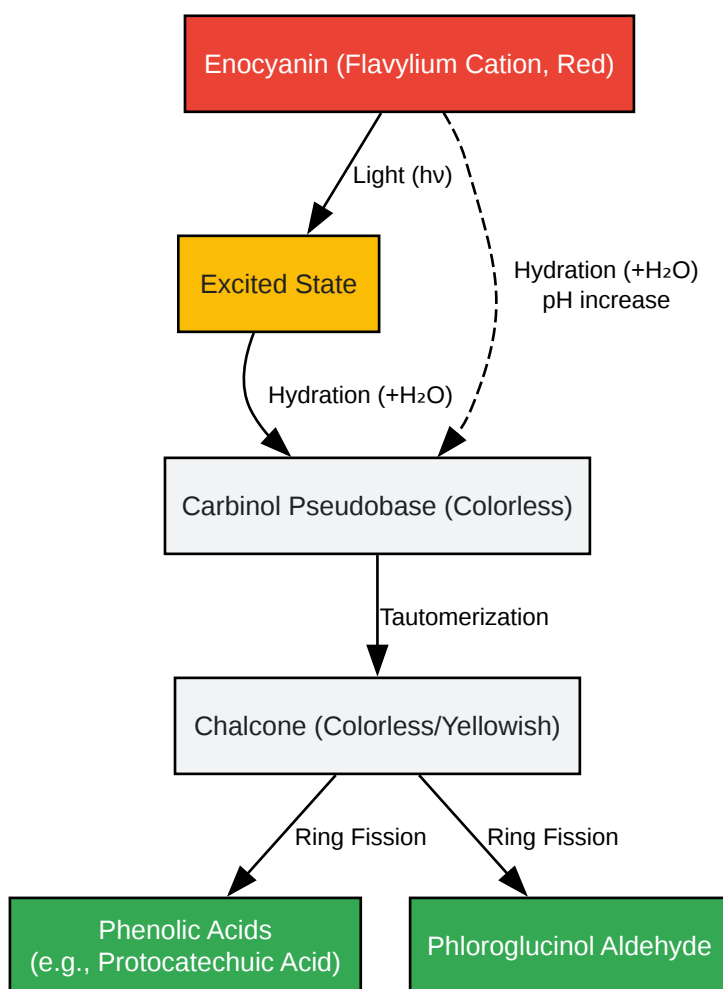 Enocyanin (Flavylium Cation, Red)
Light (hν)
Excited State
Hydration (+H₂O)
pH increase
Hydration (+H₂O)
Carbinol Pseudobase (Colorless)
Tautomerization
Chalcone (Colorless/Yellowish)
Ring Fission
Ring Fission
Phenolic Acids
(e.g., Protocatechuic Acid)
Phloroglucinol Aldehyde